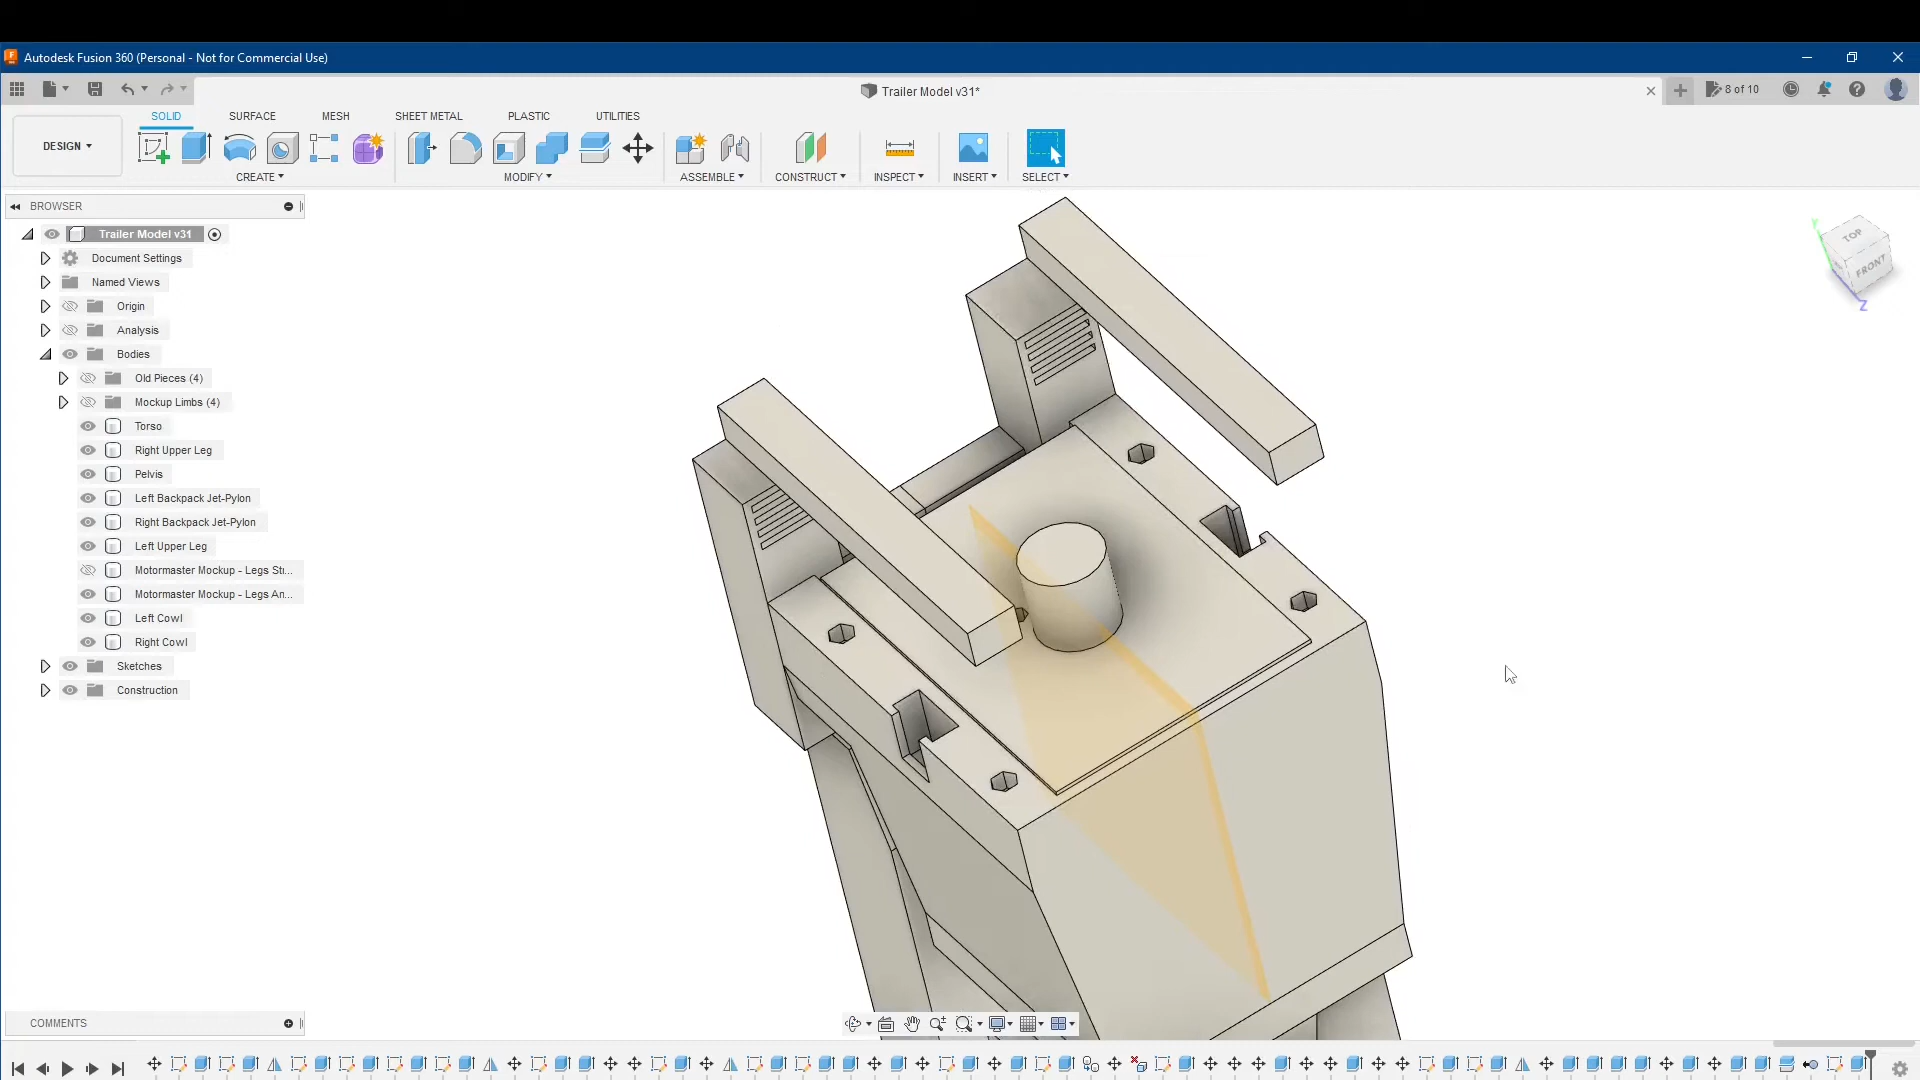 Autodesk Fusion 360 (Personal - Not for Commercial Use)
Trailer Model v31*
8 of 10
SOLID
SURFACE
MESH
SHEET METAL
PLASTIC
UTILITIES
DESIGN
CREATE
MODIFY
ASSEMBLE
CONSTRUCT
INSPECT
INSERT
SELECT
BROWSER
Trailer Model v31
Document Settings
Named Views
Origin
Analysis
Bodies
Old Pieces (4)
Mockup Limbs (4)
Torso
Right Upper Leg
Pelvis
Left Backpack Jet-Pylon
Right Backpack Jet-Pylon
Left Upper Leg
Motormaster Mockup - Legs Str...
Motormaster Mockup - Legs An...
Left Cowl
Right Cowl
Sketches
Construction
TOP
FRONT
Y
Z
COMMENTS